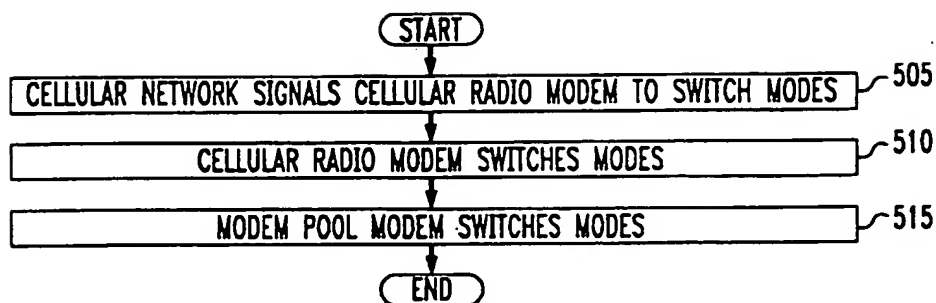 START
CELLULAR NETWORK SIGNALS CELLULAR RADIO MODEM TO SWITCH MODES
505
CELLULAR RADIO MODEM SWITCHES MODES
510
MODEM POOL MODEM SWITCHES MODES
515
END